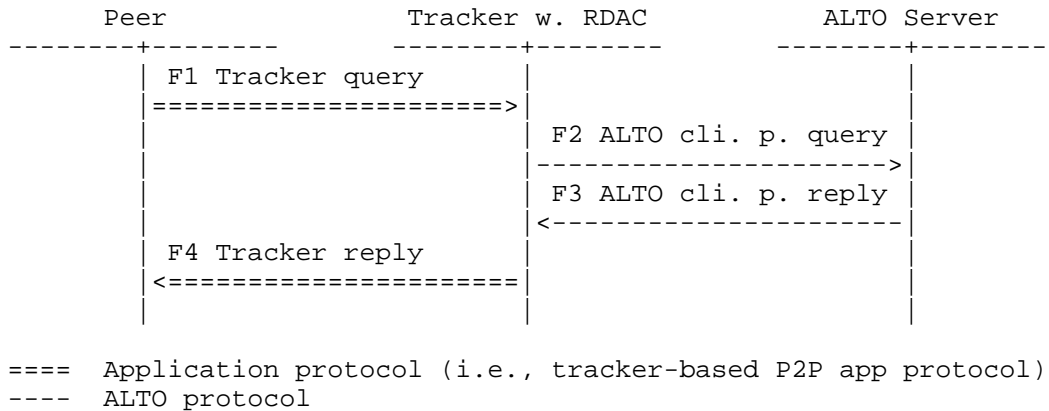 Peer                    Tracker w. RDAC             ALTO Server
--------+--------       --------+--------       --------+--------
| F1 Tracker query      |                       |
|======================>|                       |
|                       | F2 ALTO cli. p. query |
|                       |---------------------->|
|                       | F3 ALTO cli. p. reply |
|                       |<----------------------|
| F4 Tracker reply      |                       |
|<======================|                       |
|                       |                       |
====  Application protocol (i.e., tracker-based P2P app protocol)
----  ALTO protocol